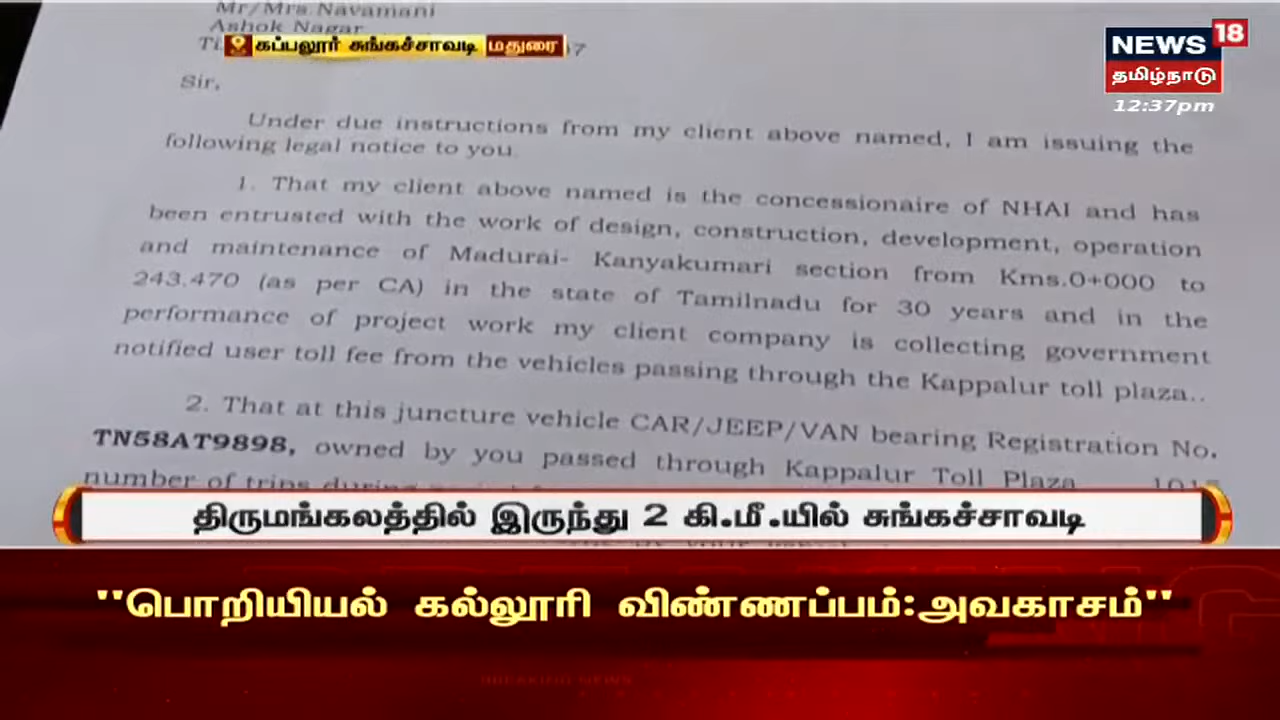 Mr/Mrs.Navamani
Ashok Nagar
கப்பலூர் சுங்கச்சாவடி மதுரை
Sir,
NEWS 18
தமிழ்நாடு
12:37pm
Under due instructions from my client above named, I am issuing the
following legal notice to you.
1. That my client above named is the concessionaire of NHAI and has
been entrusted with the work of design, construction, development, operation
and maintenance of Madurai- Kanyakumari section from Kms.0+000 to
243.470 (as per CA) in the state of Tamilnadu for 30 years and in the
performance of project work my client company is collecting government
notified user toll fee from the vehicles passing through the Kappalur toll plaza..
2. That at this juncture vehicle CAR/JEEP/VAN bearing Registration No.
TN58AT9898, owned by you passed through Kappalur Toll Plaza
number of trips during
திருமங்கலத்தில் இருந்து 2 கி.மீ.யில் சுங்கச்சாவடி
"பொறியியல் கல்லூரி விண்ணப்பம்:அவகாசம்"
BREAKING NEWS